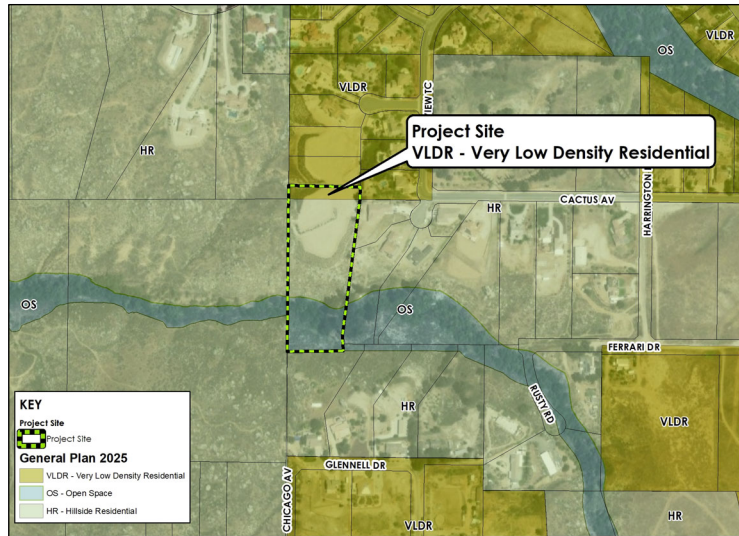 VLDR
OS
VLDR
VIEW TC
Project Site
VLDR - Very Low Density Residential
HR
HR
CACTUS AV
HARRINGTON
OS
OS
FERRARI DR
RUSTY RD
HR
VLDR
GLENNELL DR
CHICAGO AV
VLDR
HR
KEY
Project Site
Project Site
General Plan 2025
VLDR - Very Low Density Residential
OS - Open Space
HR - Hillside Residential